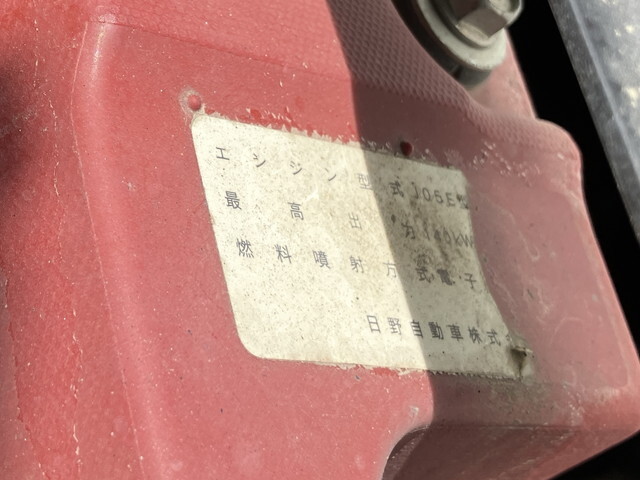 エンジン型式J05E型
最高出力
燃料噴射方式電子
日野自動車株式